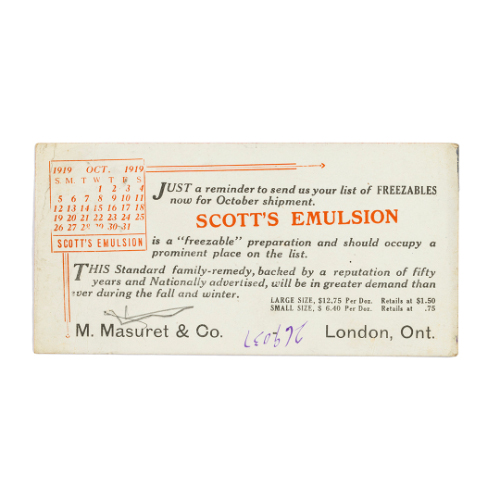 1919 OCT. 1919
S. M. T W T F S
1 2 3 4
5 6 7 8 9 10 11
12 13 14 15 16 17 18
19 20 21 22 23 24 25
26 27 28 29 30 31
SCOTT'S EMULSION
JUST a reminder to send us your list of FREEZABLES
now for October shipment.
SCOTT'S EMULSION
is a "freezable" preparation and should occupy a
prominent place on the list.
THIS Standard family-remedy, backed by a reputation of fifty
years and Nationally advertised, will be in greater demand than
ever during the fall and winter.
LARGE SIZE, $12.75 Per Doz. Retails at $1.50
SMALL SIZE, $ 6.40 Per Doz. Retails at .75
M. Masuret & Co. London, Ont.
269037